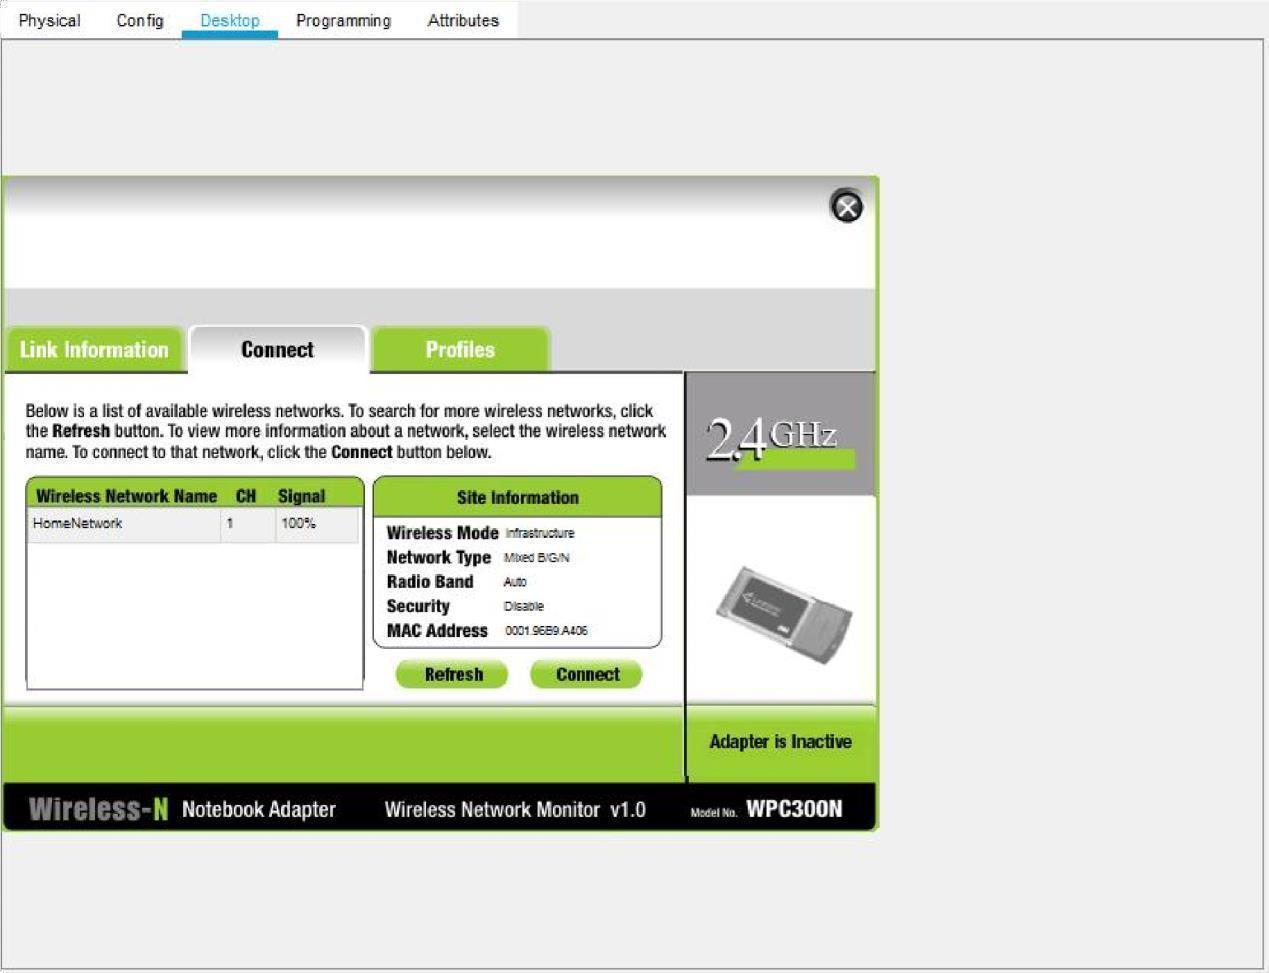 Physical Config Desktop Programming Attributes
Link Information Connect Profiles
Below is a list of available wireless networks. To search for more wireless networks, click
the Refresh button. To view more information about a network, select the wireless network
name. To connect to that network, click the Connect button below.
2.4GHz
Wireless Network Name CH Signal
HomeNetwork 1 100%
Site Information
Wireless Mode Infrastructure
Network Type Mixed B/G/N
Radio Band Auto
Security Disable
MAC Address 0001.96B9.A406
Refresh Connect
Adapter is Inactive
Wireless-N Notebook Adapter Wireless Network Monitor v1.0 Model No. WPC300N